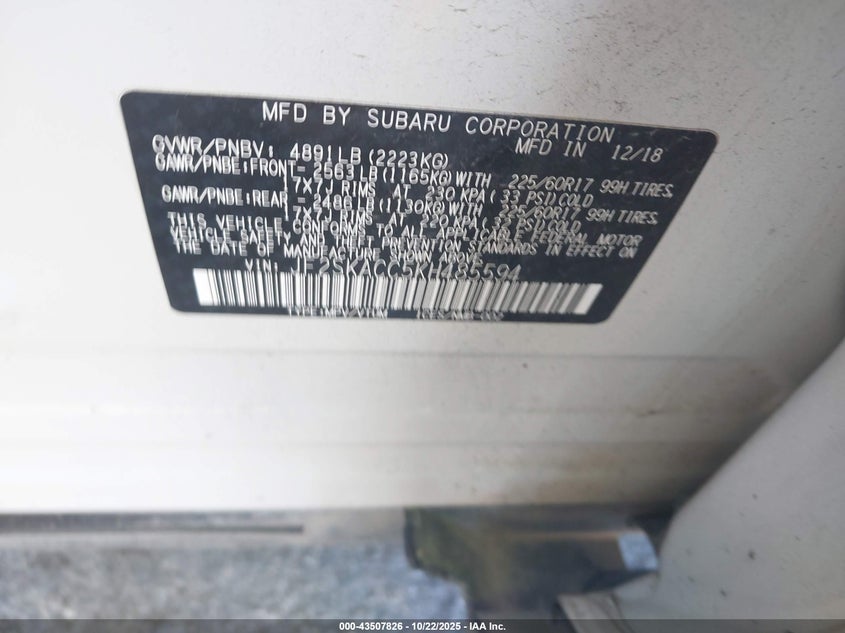 MFD BY SUBARU CORPORATION
MFD IN 12/18
GVWR/PNBV: 4891LB(2223KG)
GAWR/PNBE:FRONT- 2563LB(1165KG)WITH 225/60R17 99H TIRES,
17X7J RIMS AT 230 KPA( 33 PSI)COLD
GAWR/PNBE:REAR - 2486LB(1130KG)WITH 225/60R17 99H TIRES,
17X7J RIMS AT PSI)COLD
THIS VEHICLE CONFORMS TO ALL APPLICABLE FEDERAL MOTOR
VEHICLE SAFETY AND THEFT PREVENTION STANDARDS IN EFFECT ON
THE DATE OF MANUFACTURE SHOWN ABOVE.
VIN: JF2SKACC5KH435594
000-43507826 - 10/22/2025 - IAA Inc.